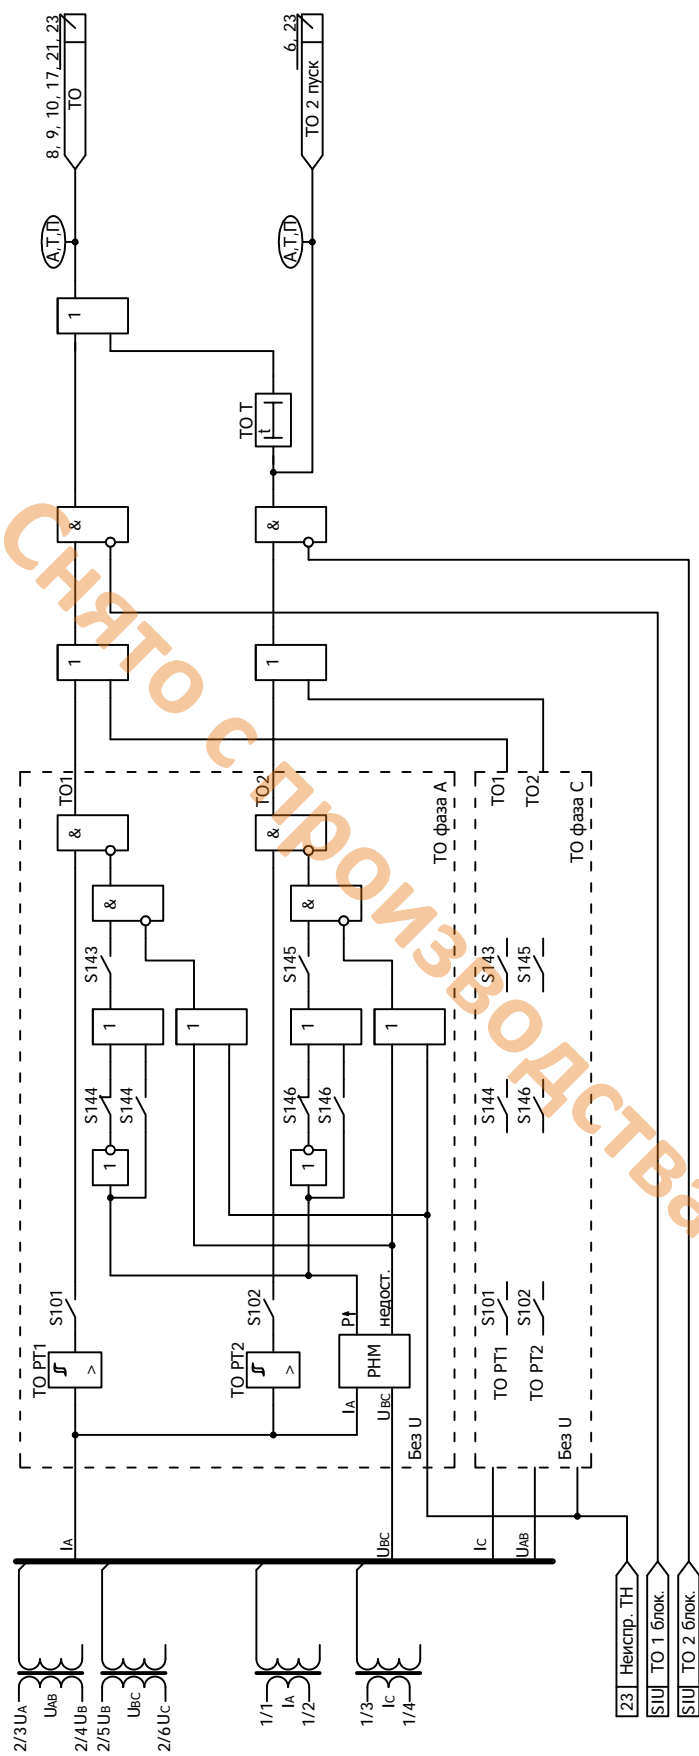 8, 9, 10, 17, 21, 23
ТО
6, 23
ТО 2 пуск
А,Т,П
А,Т,П
1
ТО Т
t
&
&
1
1
ТО1
ТО2
ТО1
ТО2
ТО фаза А
ТО фаза С
&
&
&
&
S143
S145
S143
S145
1
1
1
1
S144
S144
S146
S146
S144
S146
1
1
S101
S102
S101
S102
ТО РТ1
>
ТО РТ2
>
P
недост.
РНМ
IA
UBC
ТО РТ1
ТО РТ2
Без U
Без U
IA
UBC
IC
UAB
2/3 UA
UAB
2/4 UB
2/5 UB
UBC
2/6 UC
1/1
IA
1/2
1/3
IC
1/4
23 Неиспр. ТН
SIU ТО 1 блок.
SIU ТО 2 блок.
Снято с производства